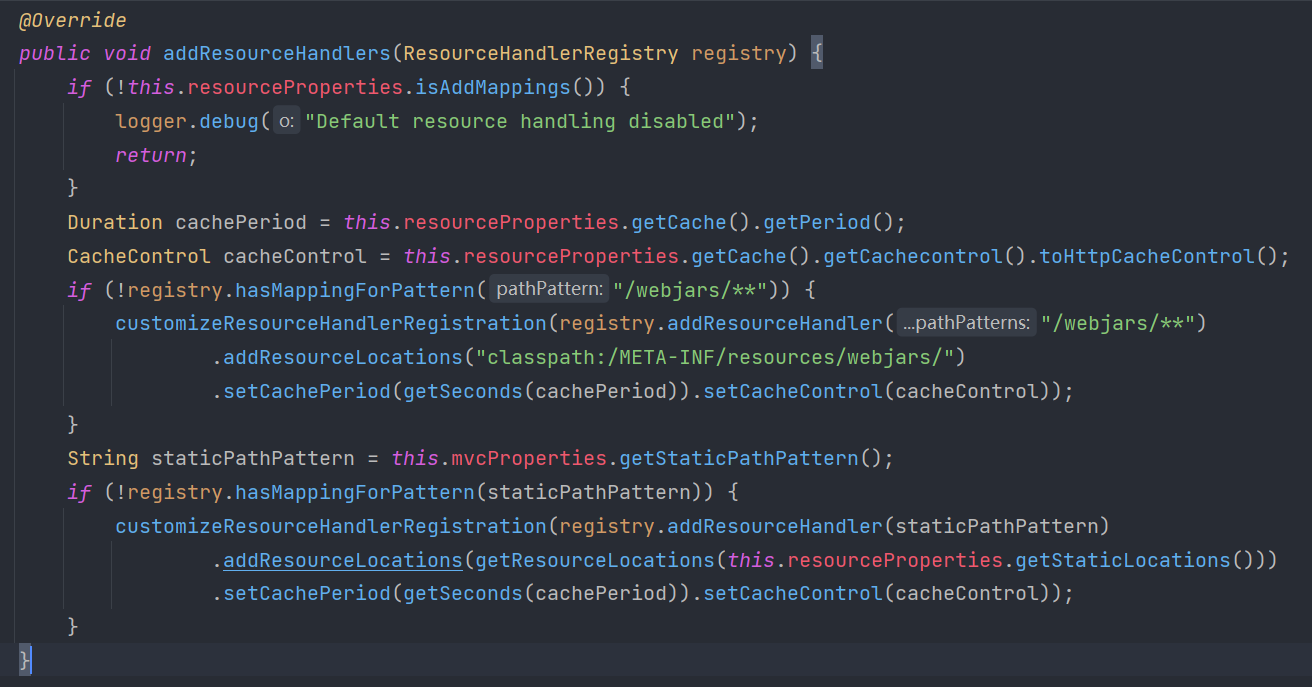 @Override
public void addResourceHandlers(ResourceHandlerRegistry registry) {
    if (!this.resourceProperties.isAddMappings()) {
        logger.debug( o: "Default resource handling disabled");
        return;
    }
    Duration cachePeriod = this.resourceProperties.getCache().getPeriod();
    CacheControl cacheControl = this.resourceProperties.getCache().getCachecontrol().toHttpCacheControl();
    if (!registry.hasMappingForPattern( pathPattern: "/webjars/**")) {
        customizeResourceHandlerRegistration(registry.addResourceHandler( ...pathPatterns: "/webjars/**")
                .addResourceLocations("classpath:/META-INF/resources/webjars/")
                .setCachePeriod(getSeconds(cachePeriod)).setCacheControl(cacheControl));
    }
    String staticPathPattern = this.mvcProperties.getStaticPathPattern();
    if (!registry.hasMappingForPattern(staticPathPattern)) {
        customizeResourceHandlerRegistration(registry.addResourceHandler(staticPathPattern)
                .addResourceLocations(getResourceLocations(this.resourceProperties.getStaticLocations()))
                .setCachePeriod(getSeconds(cachePeriod)).setCacheControl(cacheControl));
    }
}